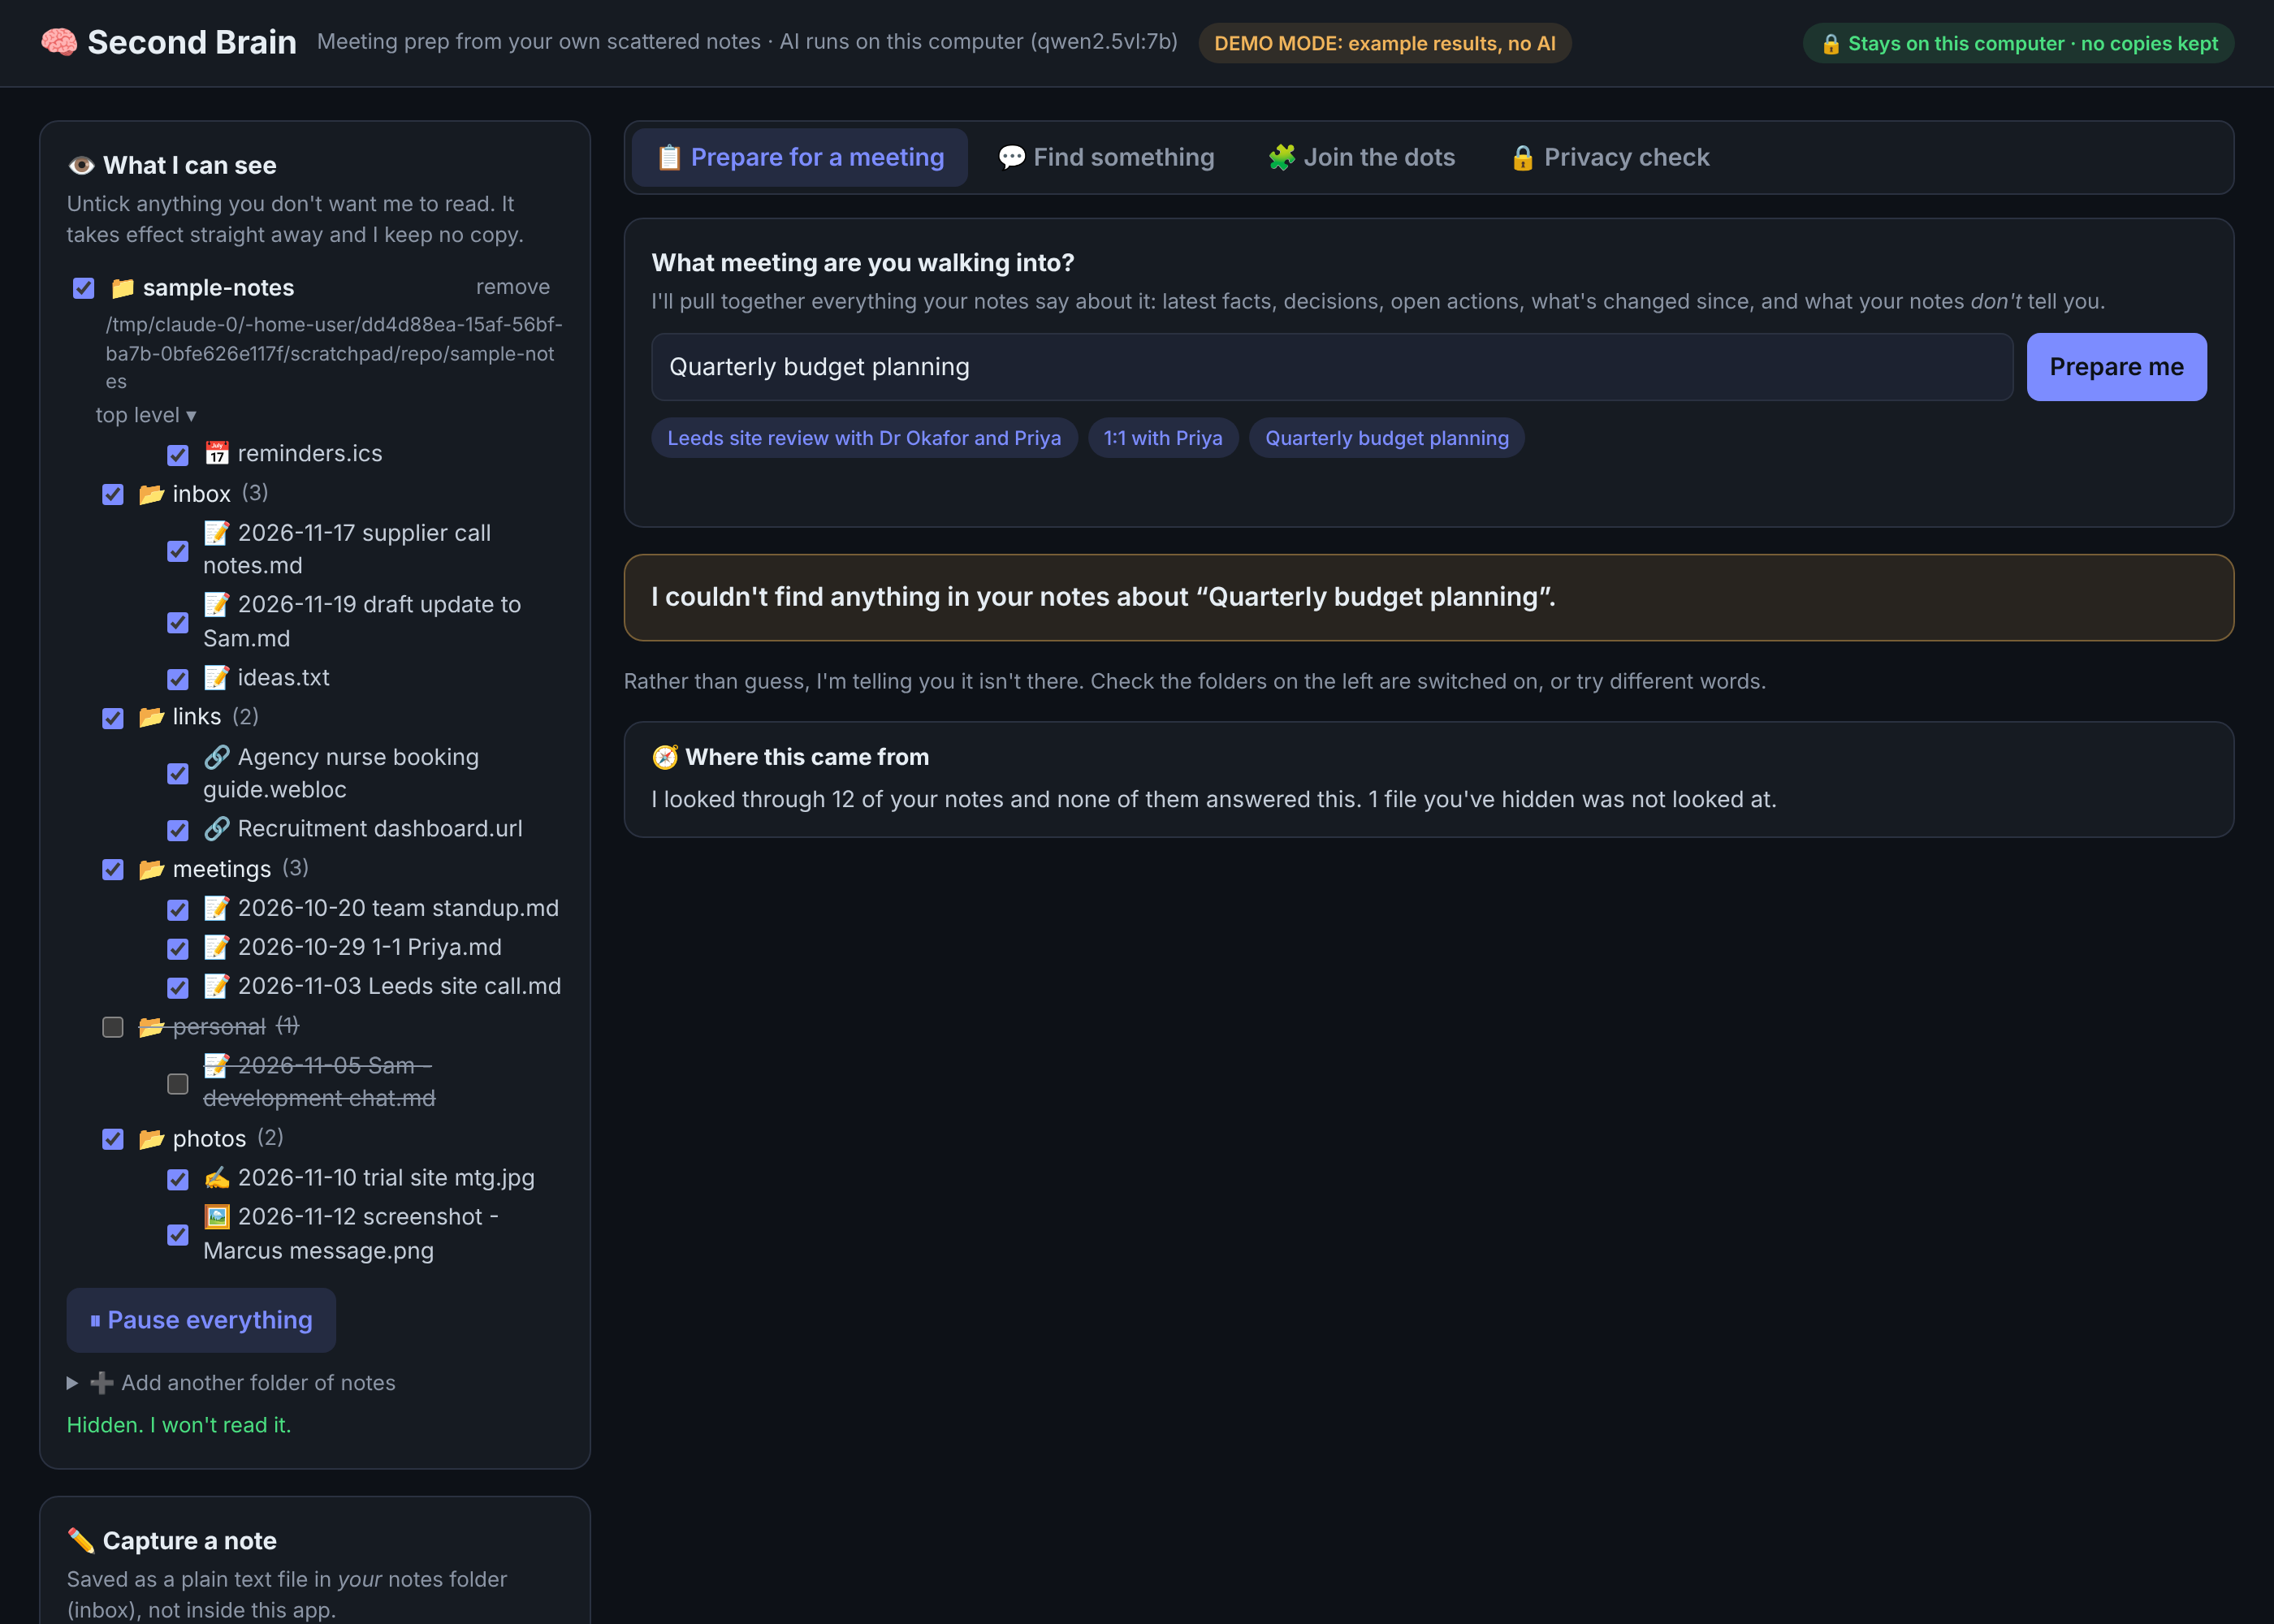 🧠 Second Brain
Meeting prep from your own scattered notes · AI runs on this computer (qwen2.5vl:7b)
DEMO MODE: example results, no AI
🔒 Stays on this computer · no copies kept
👁️ What I can see
Untick anything you don't want me to read. It
takes effect straight away and I keep no copy.
📁 sample-notes
remove
/tmp/claude-0/-home-user/dd4d88ea-15af-56bf-
ba7b-0bfe626e117f/scratchpad/repo/sample-not
es
top level ▾
📅 reminders.ics
📂 inbox (3)
📝 2026-11-17 supplier call
notes.md
📝 2026-11-19 draft update to
Sam.md
📝 ideas.txt
📂 links (2)
🔗 Agency nurse booking
guide.webloc
🔗 Recruitment dashboard.url
📂 meetings (3)
📝 2026-10-20 team standup.md
📝 2026-10-29 1-1 Priya.md
📝 2026-11-03 Leeds site call.md
📂 personal (1)
📝 2026-11-05 Sam -
development chat.md
📂 photos (2)
✍️ 2026-11-10 trial site mtg.jpg
🖼️ 2026-11-12 screenshot -
Marcus message.png
⏸ Pause everything
▶ ➕ Add another folder of notes
Hidden. I won't read it.
✏️ Capture a note
Saved as a plain text file in your notes folder
(inbox), not inside this app.
📋 Prepare for a meeting
💬 Find something
🧩 Join the dots
🔒 Privacy check
What meeting are you walking into?
I'll pull together everything your notes say about it: latest facts, decisions, open actions, what's changed since, and what your notes don't tell you.
Quarterly budget planning
Prepare me
Leeds site review with Dr Okafor and Priya
1:1 with Priya
Quarterly budget planning
I couldn't find anything in your notes about “Quarterly budget planning”.
Rather than guess, I'm telling you it isn't there. Check the folders on the left are switched on, or try different words.
🧭 Where this came from
I looked through 12 of your notes and none of them answered this. 1 file you've hidden was not looked at.